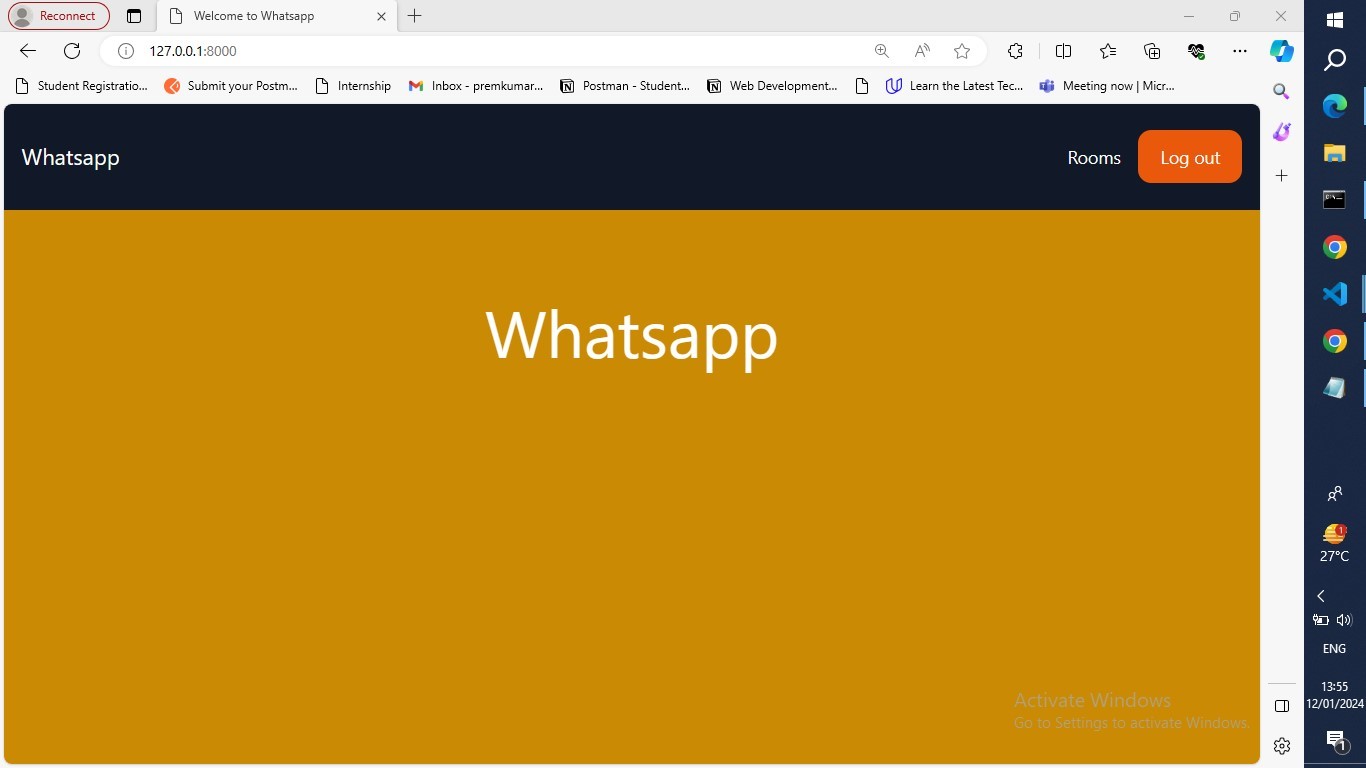 Reconnect
Welcome to Whatsapp
127.0.0.1:8000
Student Registratio...
Submit your Postm...
Internship
Inbox - premkumar...
Postman - Student...
Web Development...
Learn the Latest Tec...
Meeting now | Micr...
Whatsapp
Rooms
Log out
Whatsapp
Activate Windows
Go to Settings to activate Windows.
1
27°C
ENG
13:55
12/01/2024
1